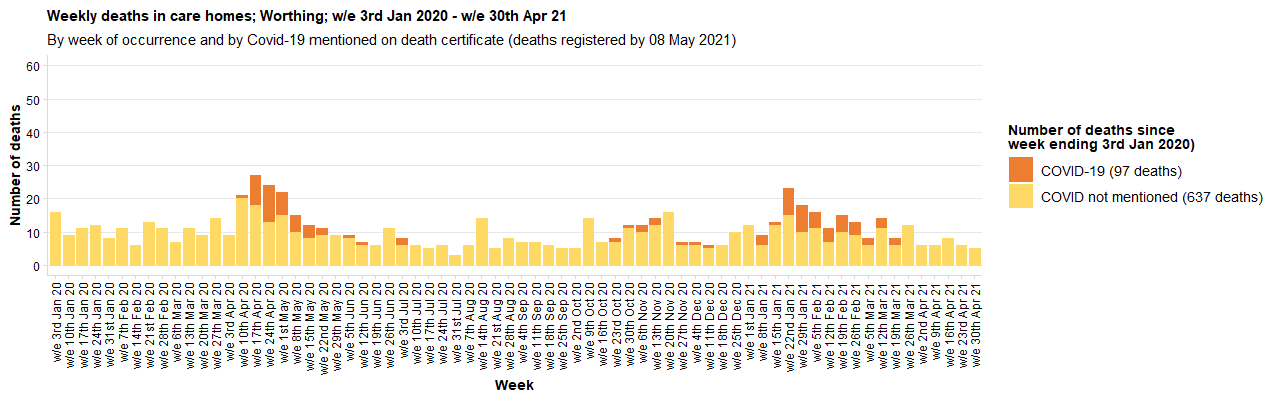 Weekly deaths in care homes; Worthing; w/e 3rd Jan 2020 - w/e 30th Apr 21
By week of occurrence and by Covid-19 mentioned on death certificate (deaths registered by 08 May 2021)
60
50
40
30
20
10
0
Number of deaths
w/e 3rd Jan 20
w/e 10th Jan 20
w/e 17th Jan 20
w/e 24th Jan 20
w/e 31st Jan 20
w/e 7th Feb 20
w/e 14th Feb 20
w/e 21st Feb 20
w/e 28th Feb 20
w/e 6th Mar 20
w/e 13th Mar 20
w/e 20th Mar 20
w/e 27th Mar 20
w/e 3rd Apr 20
w/e 10th Apr 20
w/e 17th Apr 20
w/e 24th Apr 20
w/e 1st May 20
w/e 8th May 20
w/e 15th May 20
w/e 22nd May 20
w/e 29th May 20
w/e 5th Jun 20
w/e 12th Jun 20
w/e 19th Jun 20
w/e 26th Jun 20
w/e 3rd Jul 20
w/e 10th Jul 20
w/e 17th Jul 20
w/e 24th Jul 20
w/e 31st Jul 20
w/e 7th Aug 20
w/e 14th Aug 20
w/e 21st Aug 20
w/e 28th Aug 20
w/e 4th Sep 20
w/e 11th Sep 20
w/e 18th Sep 20
w/e 25th Sep 20
w/e 2nd Oct 20
w/e 9th Oct 20
w/e 16th Oct 20
w/e 23rd Oct 20
w/e 30th Oct 20
w/e 6th Nov 20
w/e 13th Nov 20
w/e 20th Nov 20
w/e 27th Nov 20
w/e 4th Dec 20
w/e 11th Dec 20
w/e 18th Dec 20
w/e 25th Dec 20
w/e 1st Jan 21
w/e 8th Jan 21
w/e 15th Jan 21
w/e 22nd Jan 21
w/e 29th Jan 21
w/e 5th Feb 21
w/e 12th Feb 21
w/e 19th Feb 21
w/e 26th Feb 21
w/e 5th Mar 21
w/e 12th Mar 21
w/e 19th Mar 21
w/e 26th Mar 21
w/e 2nd Apr 21
w/e 9th Apr 21
w/e 16th Apr 21
w/e 23rd Apr 21
w/e 30th Apr 21
Week
Number of deaths since
week ending 3rd Jan 2020)
COVID-19 (97 deaths)
COVID not mentioned (637 deaths)